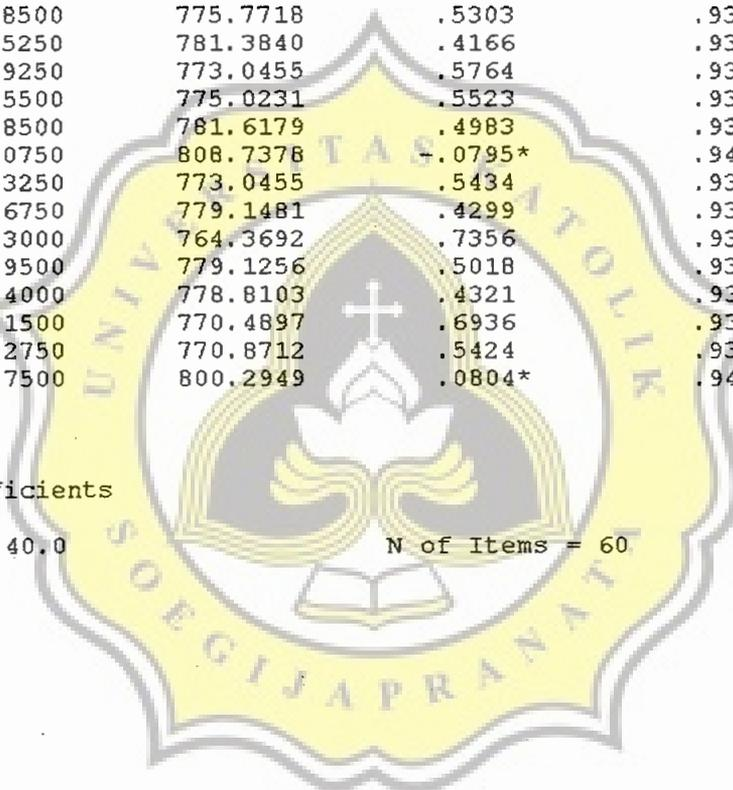 8500 775.7718 .5303 .93
5250 781.3840 .4166 .93
9250 773.0455 .5764 .93
5500 775.0231 .5523 .93
8500 781.6179 .4983 .93
0750 808.7378 -.0795* .94
3250 773.0455 .5434 .93
6750 779.1481 .4299 .93
3000 764.3692 .7356 .93
9500 779.1256 .5018 .93
4000 778.8103 .4321 .93
1500 770.4897 .6936 .93
2750 770.8712 .5424 .93
7500 800.2949 .0804* .94
ficients
40.0 N of Items = 60
UNIVERSITAS KATOLIK
SOEGIJAPRANATA